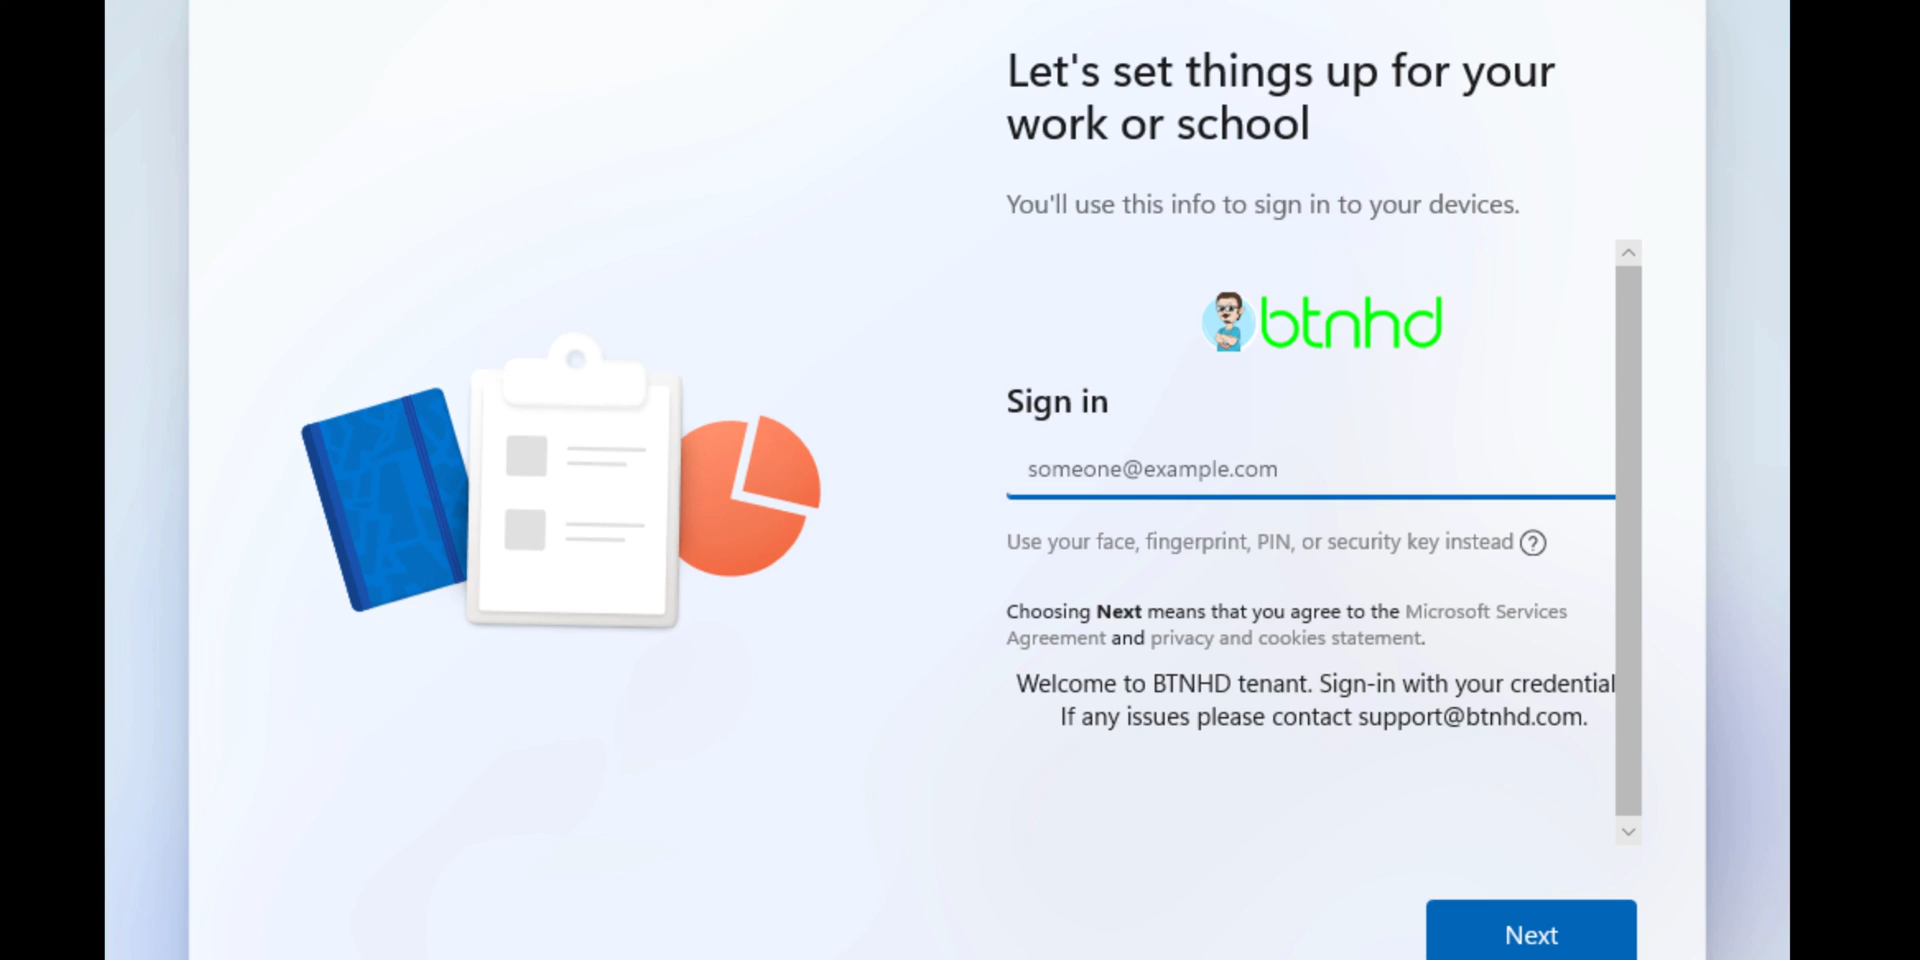 Let's set things up for your
work or school
You'll use this info to sign in to your devices.
btnhd
Sign in
someone@example.com
Use your face, fingerprint, PIN, or security key instead ?
Choosing Next means that you agree to the Microsoft Services
Agreement and privacy and cookies statement.
Welcome to BTNHD tenant. Sign-in with your credential
If any issues please contact support@btnhd.com.
Next